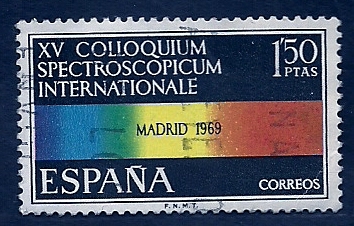 XV COLLOQUIUM
SPECTROSCOPICUM
INTERNATIONALE
1'50
PTAS
MADRID 1969
ESPAÑA
CORREOS
F.N.M.T.